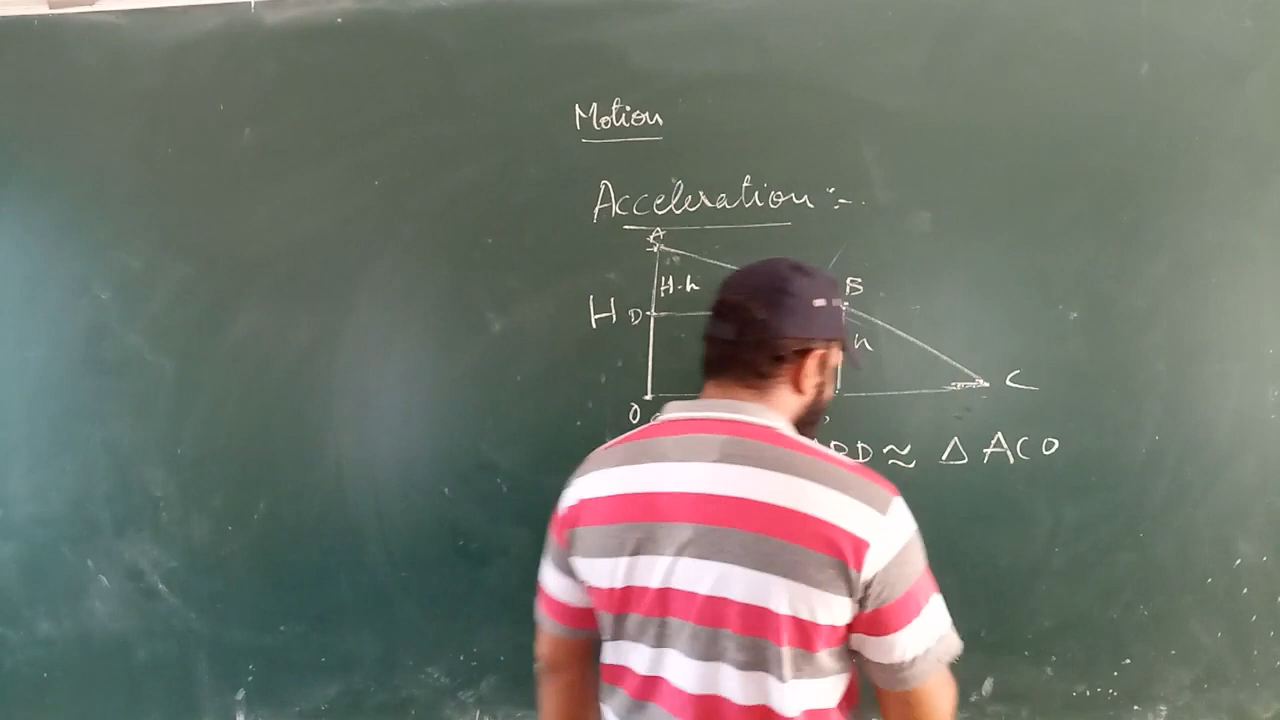 Motion
Acceleration :-
A
H-h
B
H
D
h
C
O
BD ≈ Δ ACO